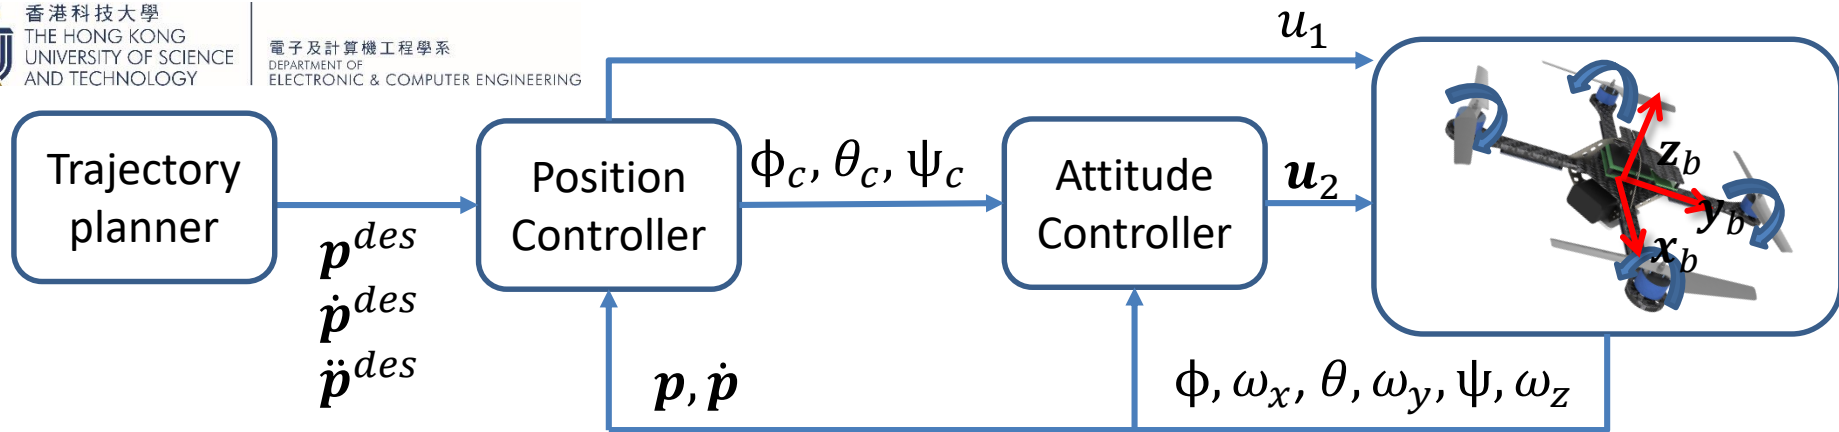 香港科技大學
THE HONG KONG
UNIVERSITY OF SCIENCE
AND TECHNOLOGY
電子及計算機工程學系
DEPARTMENT OF
ELECTRONIC & COMPUTER ENGINEERING
u₁
Trajectory
planner
p^{des}
ṗ^{des}
p̈^{des}
Position
Controller
ϕ_c, θ_c, ψ_c
Attitude
Controller
u₂
z_b
y_b
x_b
p, ṗ
ϕ, ω_x, θ, ω_y, ψ, ω_z